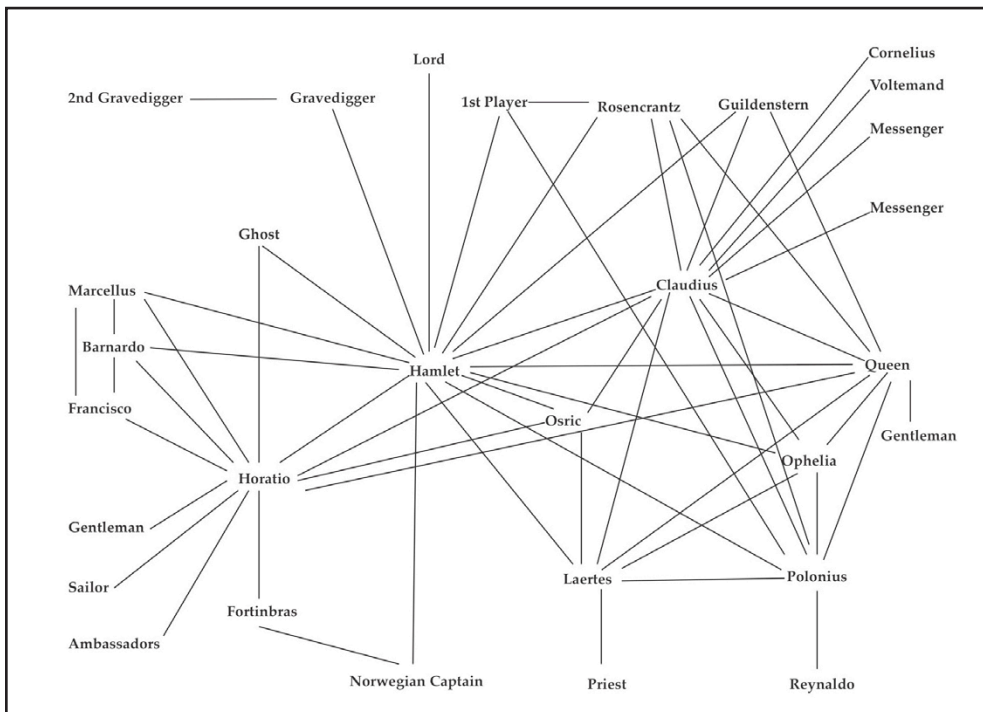 Lord
Cornelius
Voltemand
2nd Gravedigger
Gravedigger
1st Player
Rosencrantz
Guildenstern
Messenger
Messenger
Ghost
Marcellus
Claudius
Barnardo
Hamlet
Queen
Francisco
Osric
Gentleman
Ophelia
Horatio
Gentleman
Laertes
Polonius
Sailor
Fortinbras
Ambassadors
Norwegian Captain
Priest
Reynaldo